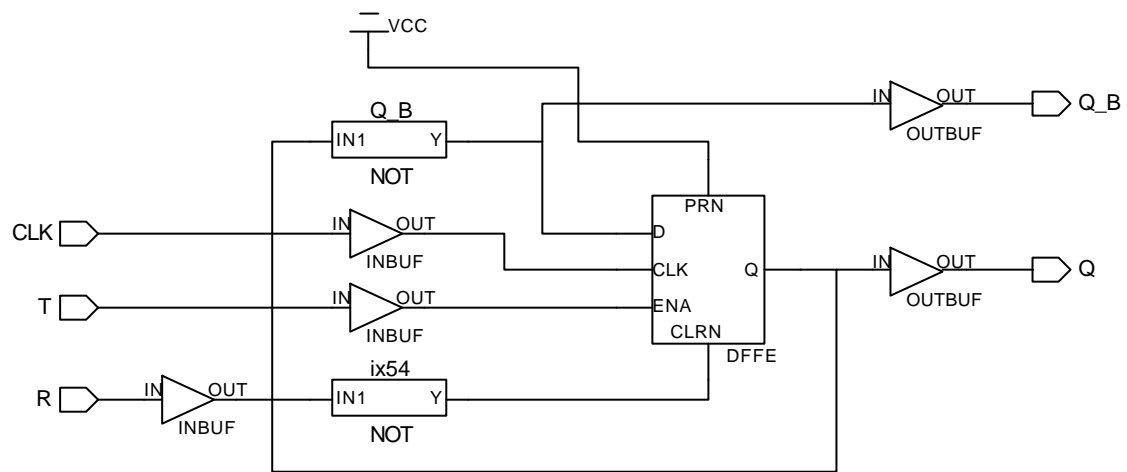 VCC
IN OUT Q_B
OUTBUF
Q_B
IN1 Y
NOT
PRN
CLK IN OUT
INBUF
D
CLK Q
ENA
CLRN
DFFE
IN OUT Q
OUTBUF
T IN OUT
INBUF
R IN OUT
INBUF
ix54
IN1 Y
NOT